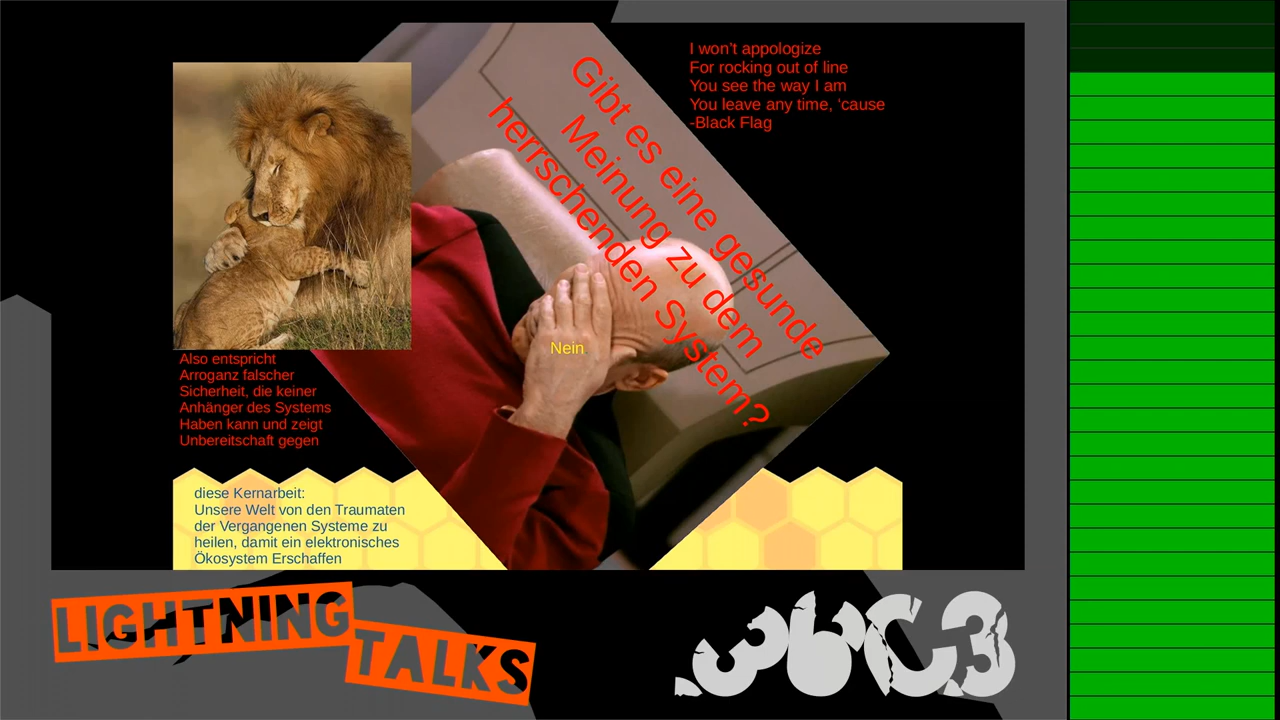 I won't appologize
For rocking out of line
You see the way I am
You leave any time, 'cause
-Black Flag
Gibt es eine gesunde
Meinung zu dem
herrschenden System?
Nein
Also entspricht
Arroganz falscher
Sicherheit, die keiner
Anhänger des Systems
Haben kann und zeigt
Unbereitschaft gegen
diese Kernarbeit:
Unsere Welt von den Traumaten
der Vergangenen Systeme zu
heilen, damit ein elektronisches
Ökosystem Erschaffen
LIGHTNING
TALKS
36C3